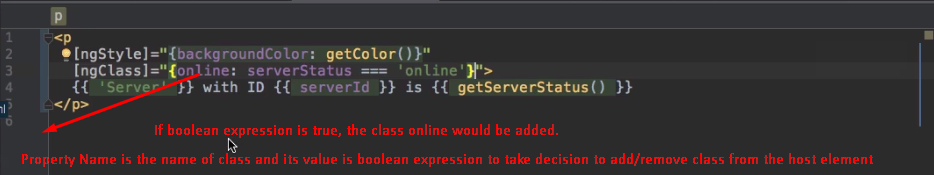 p
1 <p
2 [ngStyle]="{backgroundColor: getColor()}"
3 [ngClass]="{online: serverStatus === 'online'}">
4 {{ 'Server' }} with ID {{ serverId }} is {{ getServerStatus() }}
5 </p>
6
If boolean expression is true, the class online would be added.
Property Name is the name of class and its value is boolean expression to take decision to add/remove class from the host element